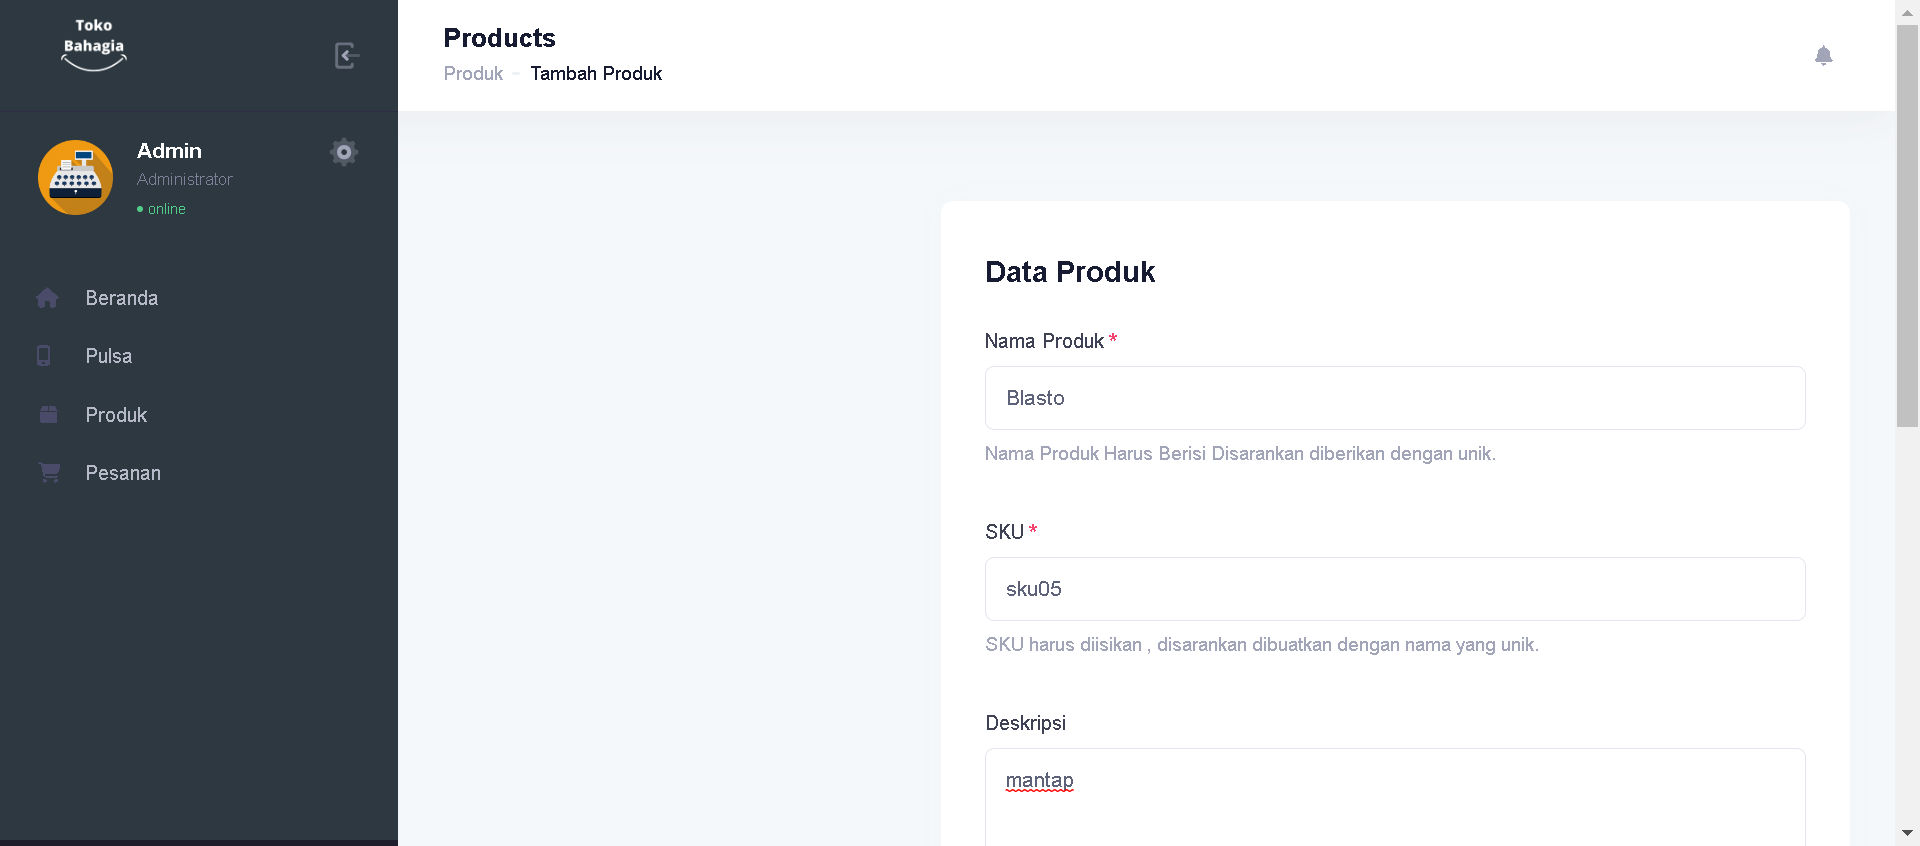 Toko
Bahagia
Admin
Administrator
online
Beranda
Pulsa
Produk
Pesanan
Products
Produk - Tambah Produk
Data Produk
Nama Produk *
Blasto
Nama Produk Harus Berisi Disarankan diberikan dengan unik.
SKU *
sku05
SKU harus diisikan , disarankan dibuatkan dengan nama yang unik.
Deskripsi
mantap